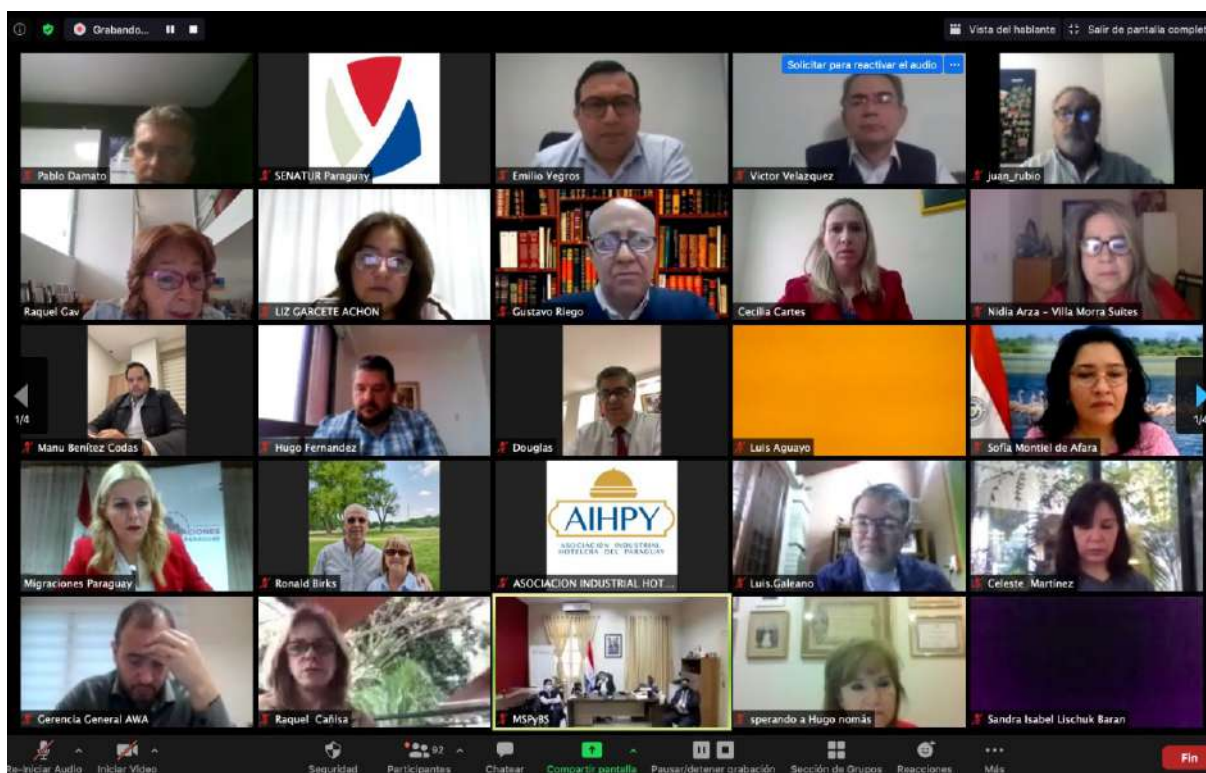 Grabando...
Vista del hablante
Salir de pantalla complet
Solicitar para reactivar el audio
...
Pablo Damato
SENATUR Paraguay
Emilio Yegros
Victor Velazquez
juan_rubio
Raquel Gav
LIZ GARCETE ACHON
Gustavo Riego
Cecilia Cartes
Nidia Arza - Villa Morra Suites
1/4
1/4
Manu Benítez Codas
Hugo Fernandez
Douglas
Luis Aguayo
Sofía Montiel de Afara
ACIONES
PARAGUAY
AIHPY
ASOCIACIÓN INDUSTRIAL
HOTELERA DEL PARAGUAY
Migraciones Paraguay
Ronald Birks
ASOCIACION INDUSTRIAL HOT...
Luis.Galeano
Celeste Martinez
Gerencia General AWA
Raquel Cañisa
MSPyBS
sperando a Hugo nomás
Sandra Isabel Lischuk Baran
Re-iniciar Audio
Iniciar Video
Seguridad
92
Participantes
Chatear
Compartir pantalla
Pausar/detener grabación
Sección de Grupos
Reacciones
Más
Fin